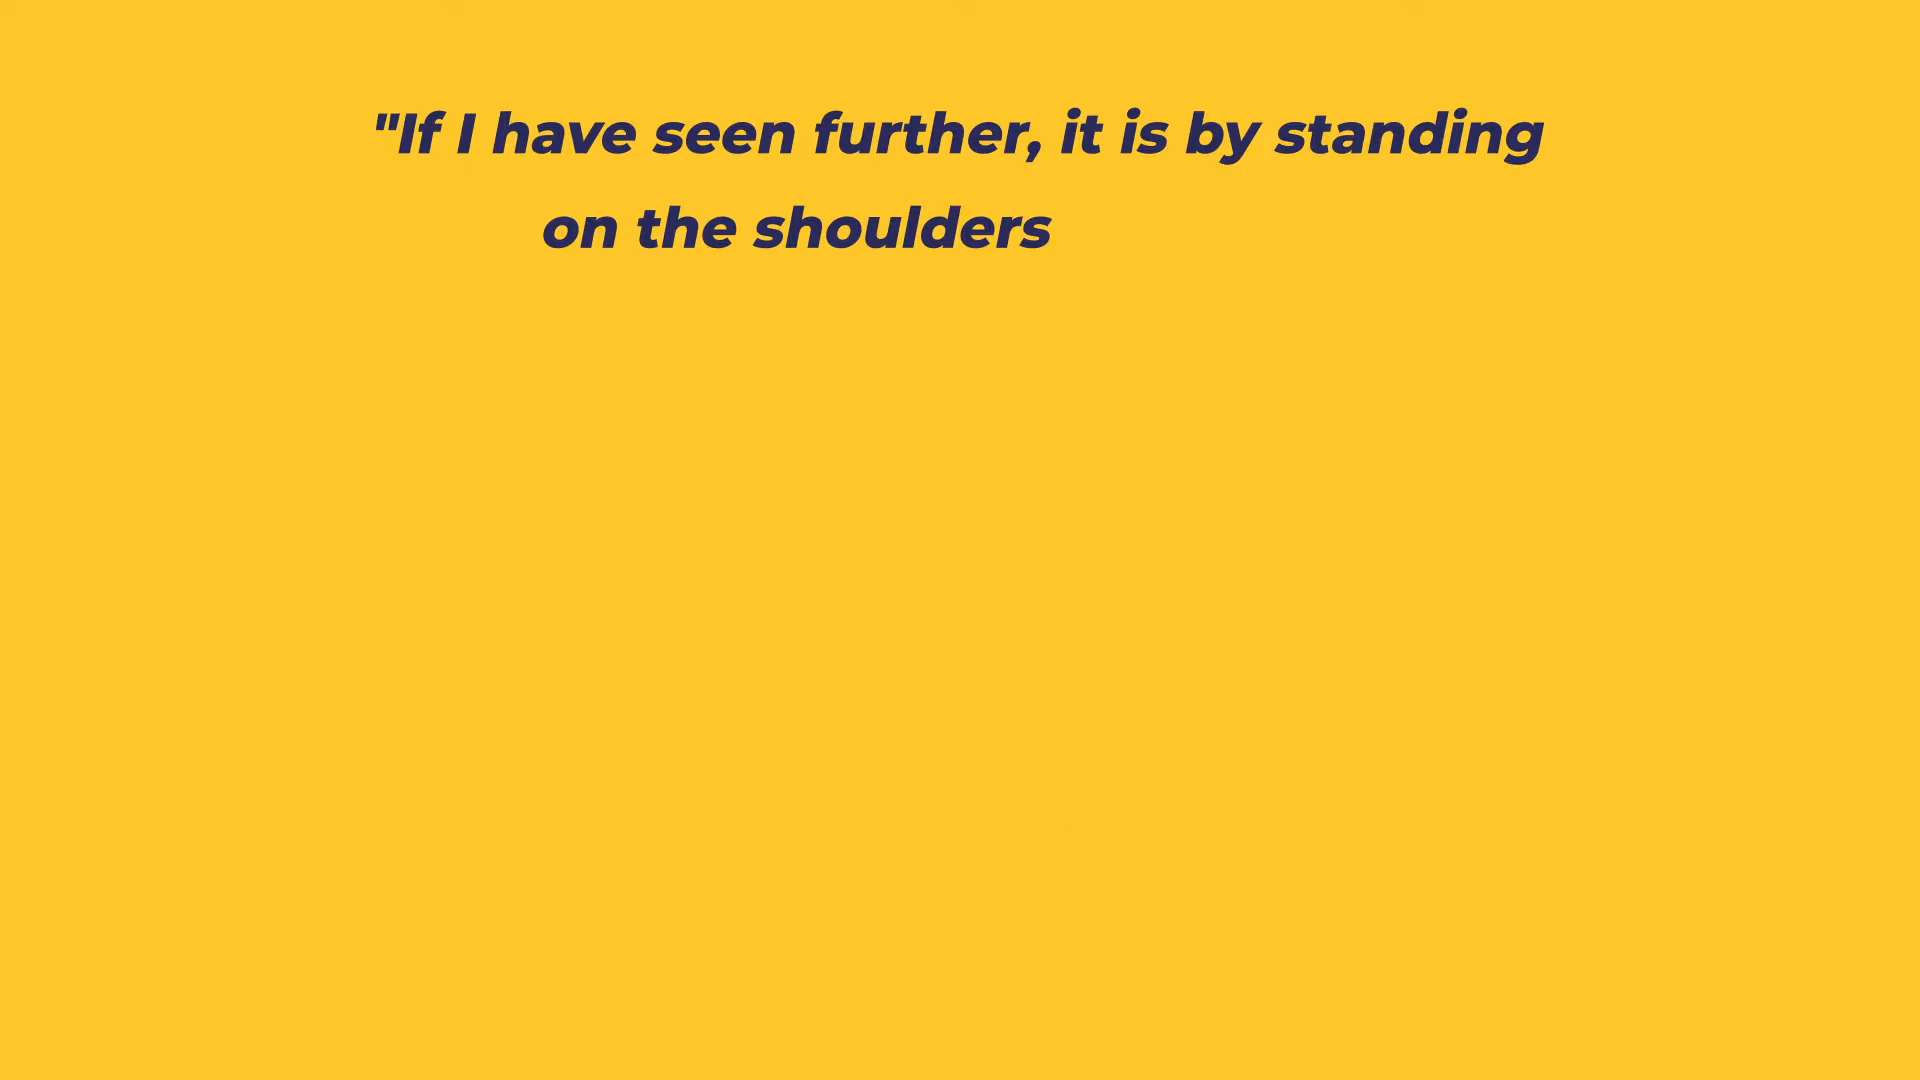 "If I have seen further, it is by standing
on the shoulders